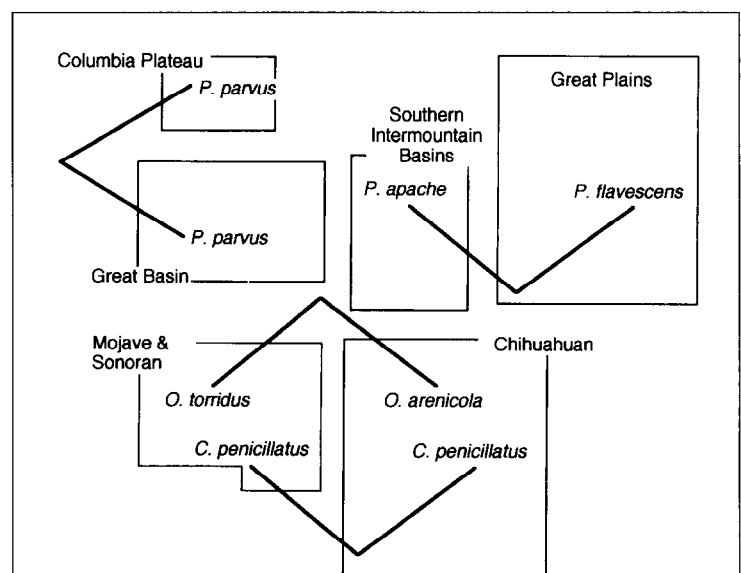 Columbia Plateau
P. parvus
Great Plains
Southern
Intermountain
Basins
P. apache
P. flavescens
P. parvus
Great Basin
Mojave &
Sonoran
Chihuahuan
O. torridus
O. arenicola
C. penicillatus
C. penicillatus